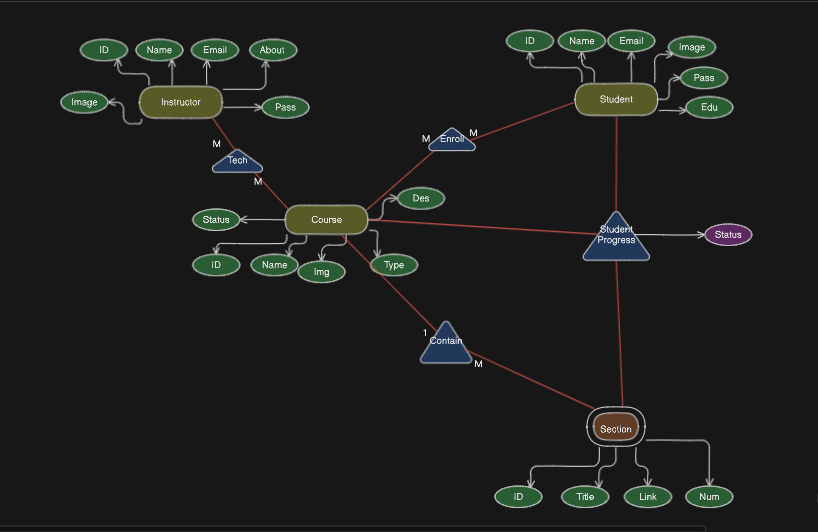 ID
Name
Email
About
Image
Instructor
Pass
ID
Name
Email
Image
Pass
Student
Edu
M
Enroll
M
M
Tech
M
Des
Status
Course
ID
Name
Img
Type
Student
Progress
Status
1
Contain
M
Section
ID
Title
Link
Num